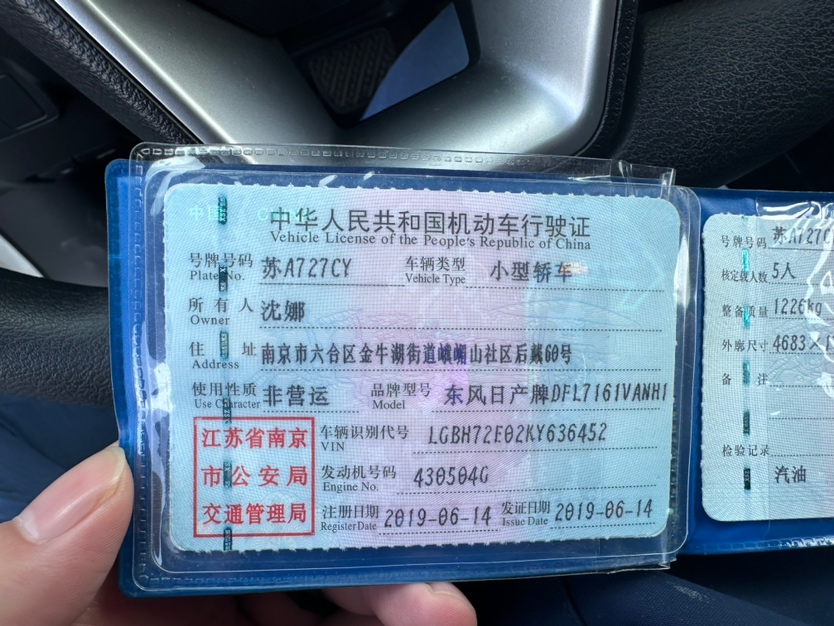 中华人民共和国机动车行驶证
Vehicle License of the People's Republic of China
号牌号码 苏A727CY 车辆类型 小型轿车
Plate No. Vehicle Type
所有人 沈娜
Owner
住址 南京市六合区金牛湖街道峨嵋山社区后戴60号
Address
使用性质 非营运 品牌型号 东风日产牌DFL7161VANH1
Use Character Model
江苏省南京
市公安局
交通管理局
车辆识别代号 LGBH72E02KY636452
VIN
发动机号码 430504G
Engine No.
注册日期 2019-06-14 发证日期 2019-06-14
Register Date Issue Date
号牌号码 苏A727C
核定载人数 5人
整备质量 1226kg
外廓尺寸 4683×1
备注
检验记录
汽油